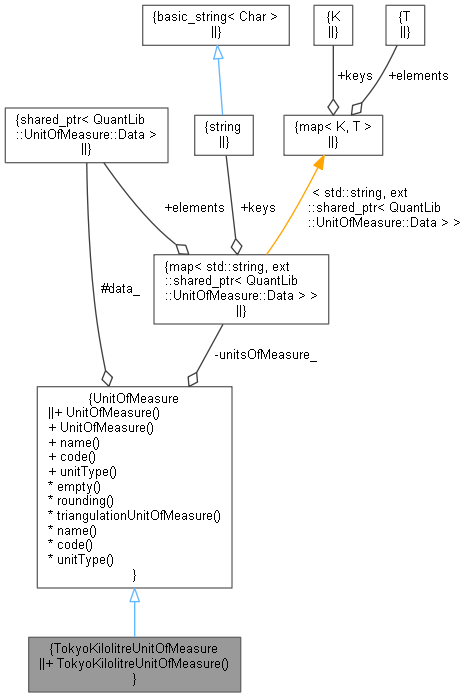 {basic_string< Char >
||}
{K
||}
{T
||}
+keys
+elements
{shared_ptr< QuantLib
::UnitOfMeasure::Data >
||}
{string
||}
{map< K, T >
||}
+elements
+keys
< std::string, ext
::shared_ptr< QuantLib
::UnitOfMeasure::Data > >
{map< std::string, ext
::shared_ptr< QuantLib
::UnitOfMeasure::Data > >
||}
#data_
-unitsOfMeasure_
{UnitOfMeasure
||+ UnitOfMeasure()
+ UnitOfMeasure()
+ name()
+ code()
+ unitType()
* empty()
* rounding()
* triangulationUnitOfMeasure()
* name()
* code()
* unitType()
}
{TokyoKilolitreUnitOfMeasure
||+ TokyoKilolitreUnitOfMeasure()
}